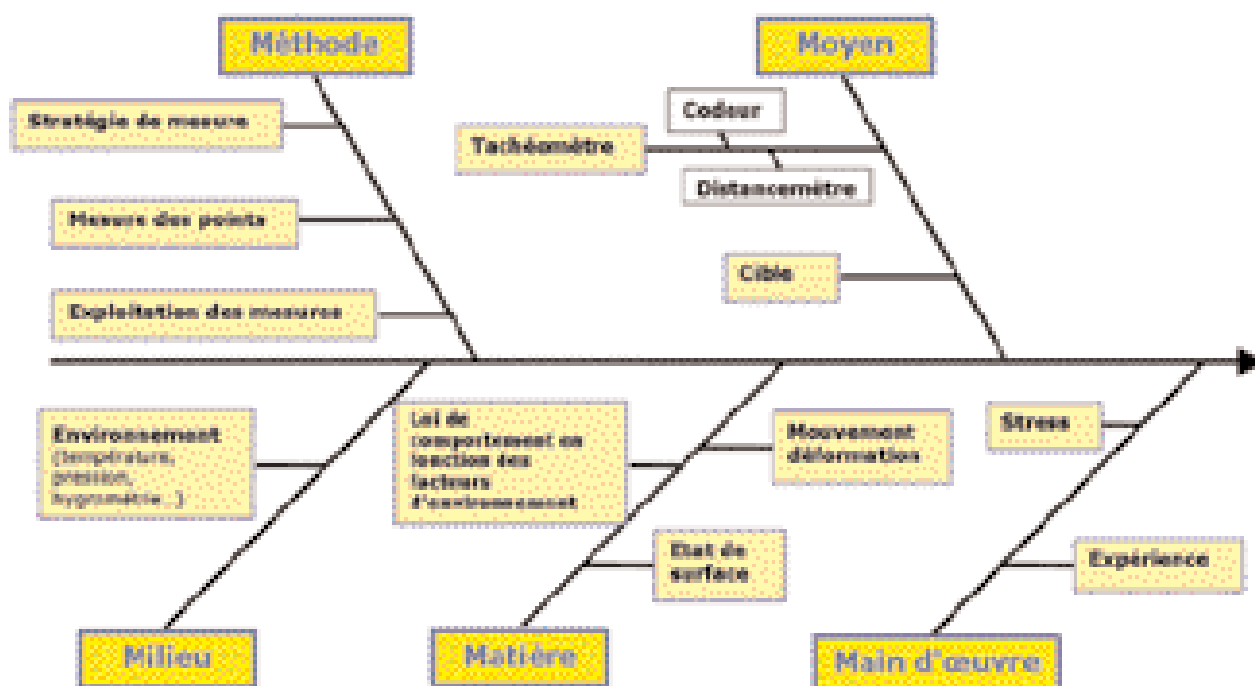 Méthode
Moyen
Stratégie de mesure
Codeur
Tachéomètre
Distancemètre
Mesure des points
Cible
Exploitation des mesures
Environnement
(température,
pression,
hygrométrie...)
Loi de
comportement en
fonction des
facteurs
d'environnement
Mouvement
déformation
Stress
Etat de
surface
Expérience
Milieu
Matière
Main d'œuvre